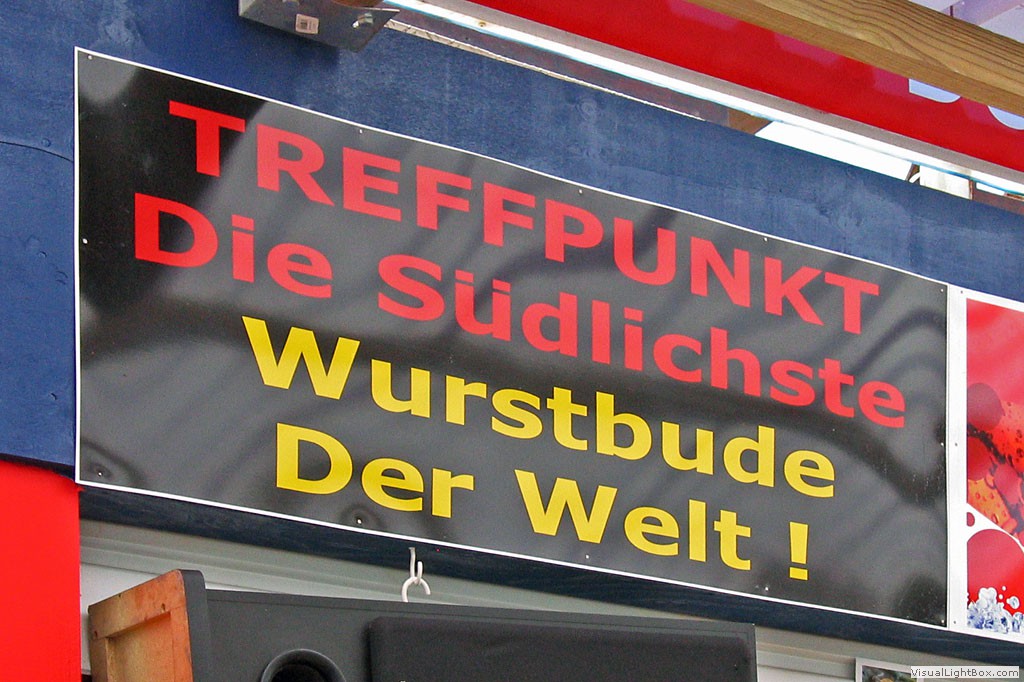 TREFFPUNKT
Die Südlichste
Wurstbude
Der Welt !
VisualLightBox.com